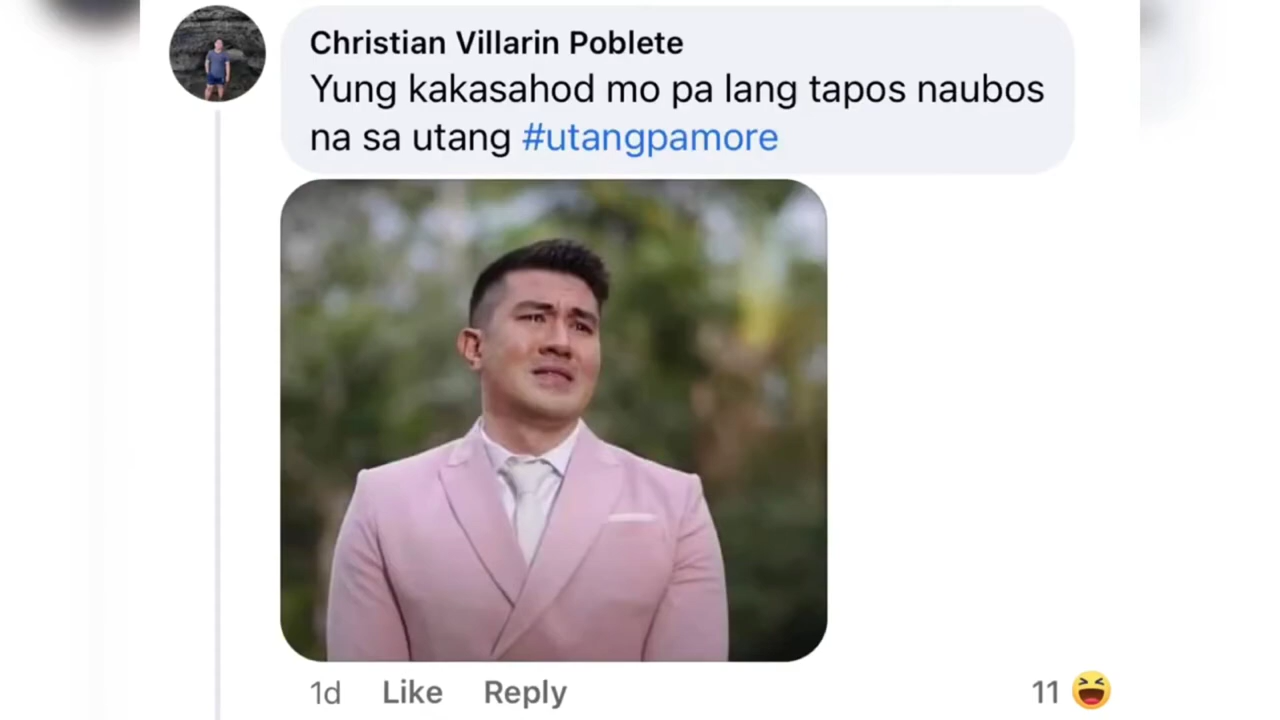 Christian Villarin Poblete
Yung kakasahod mo pa lang tapos naubos
na sa utang #utangpamore
1d Like Reply 11